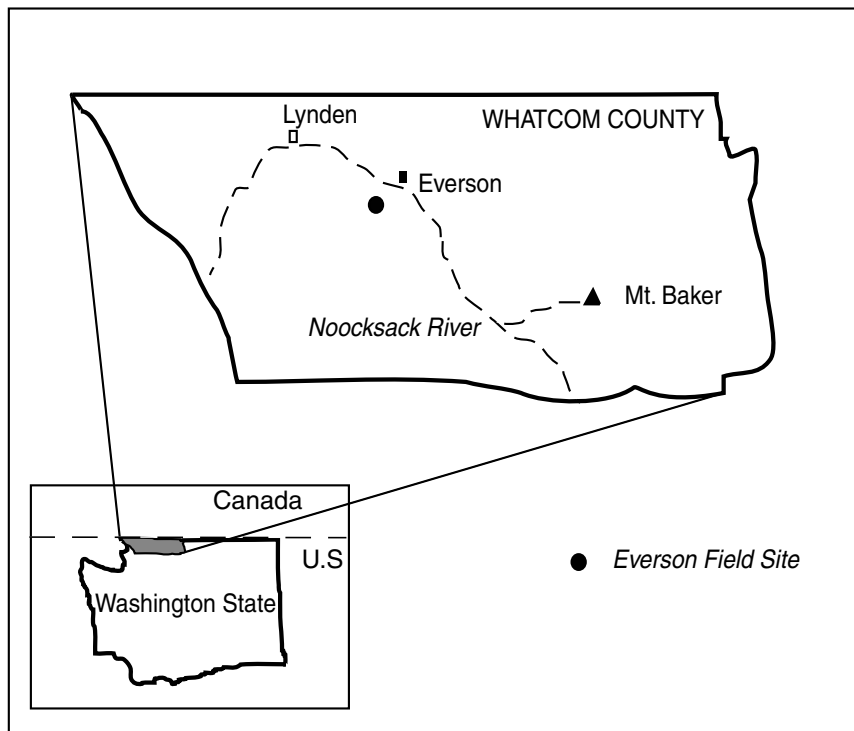 Lynden
WHATCOM COUNTY
Everson
Mt. Baker
Noocksack River
Canada
U.S
Washington State
Everson Field Site